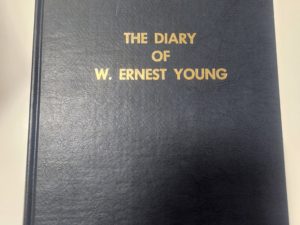 THE DIARY
OF
W. ERNEST YOUNG